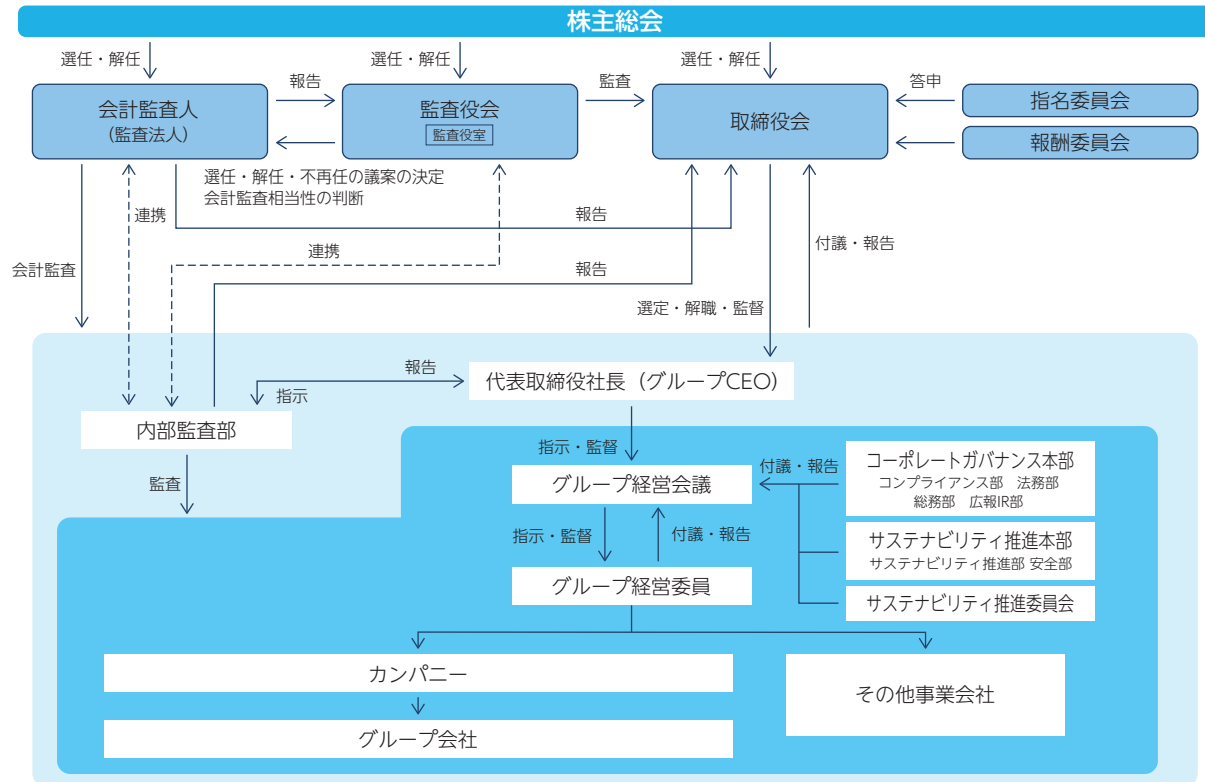 株主総会
選任・解任
選任・解任
選任・解任
会計監査人
(監査法人)
報告
監査役会
監査役室
監査
取締役会
答申
指名委員会
報酬委員会
選任・解任・不再任の議案の決定
会計監査相当性の判断
連携
報告
連携
報告
付議・報告
会計監査
選定・解職・監督
報告
代表取締役社長（グループCEO）
指示
内部監査部
監査
指示・監督
グループ経営会議
付議・報告
コーポレートガバナンス本部
コンプライアンス部　法務部
総務部　広報IR部
指示・監督
付議・報告
サステナビリティ推進本部
サステナビリティ推進部 安全部
グループ経営委員
サステナビリティ推進委員会
カンパニー
その他事業会社
グループ会社